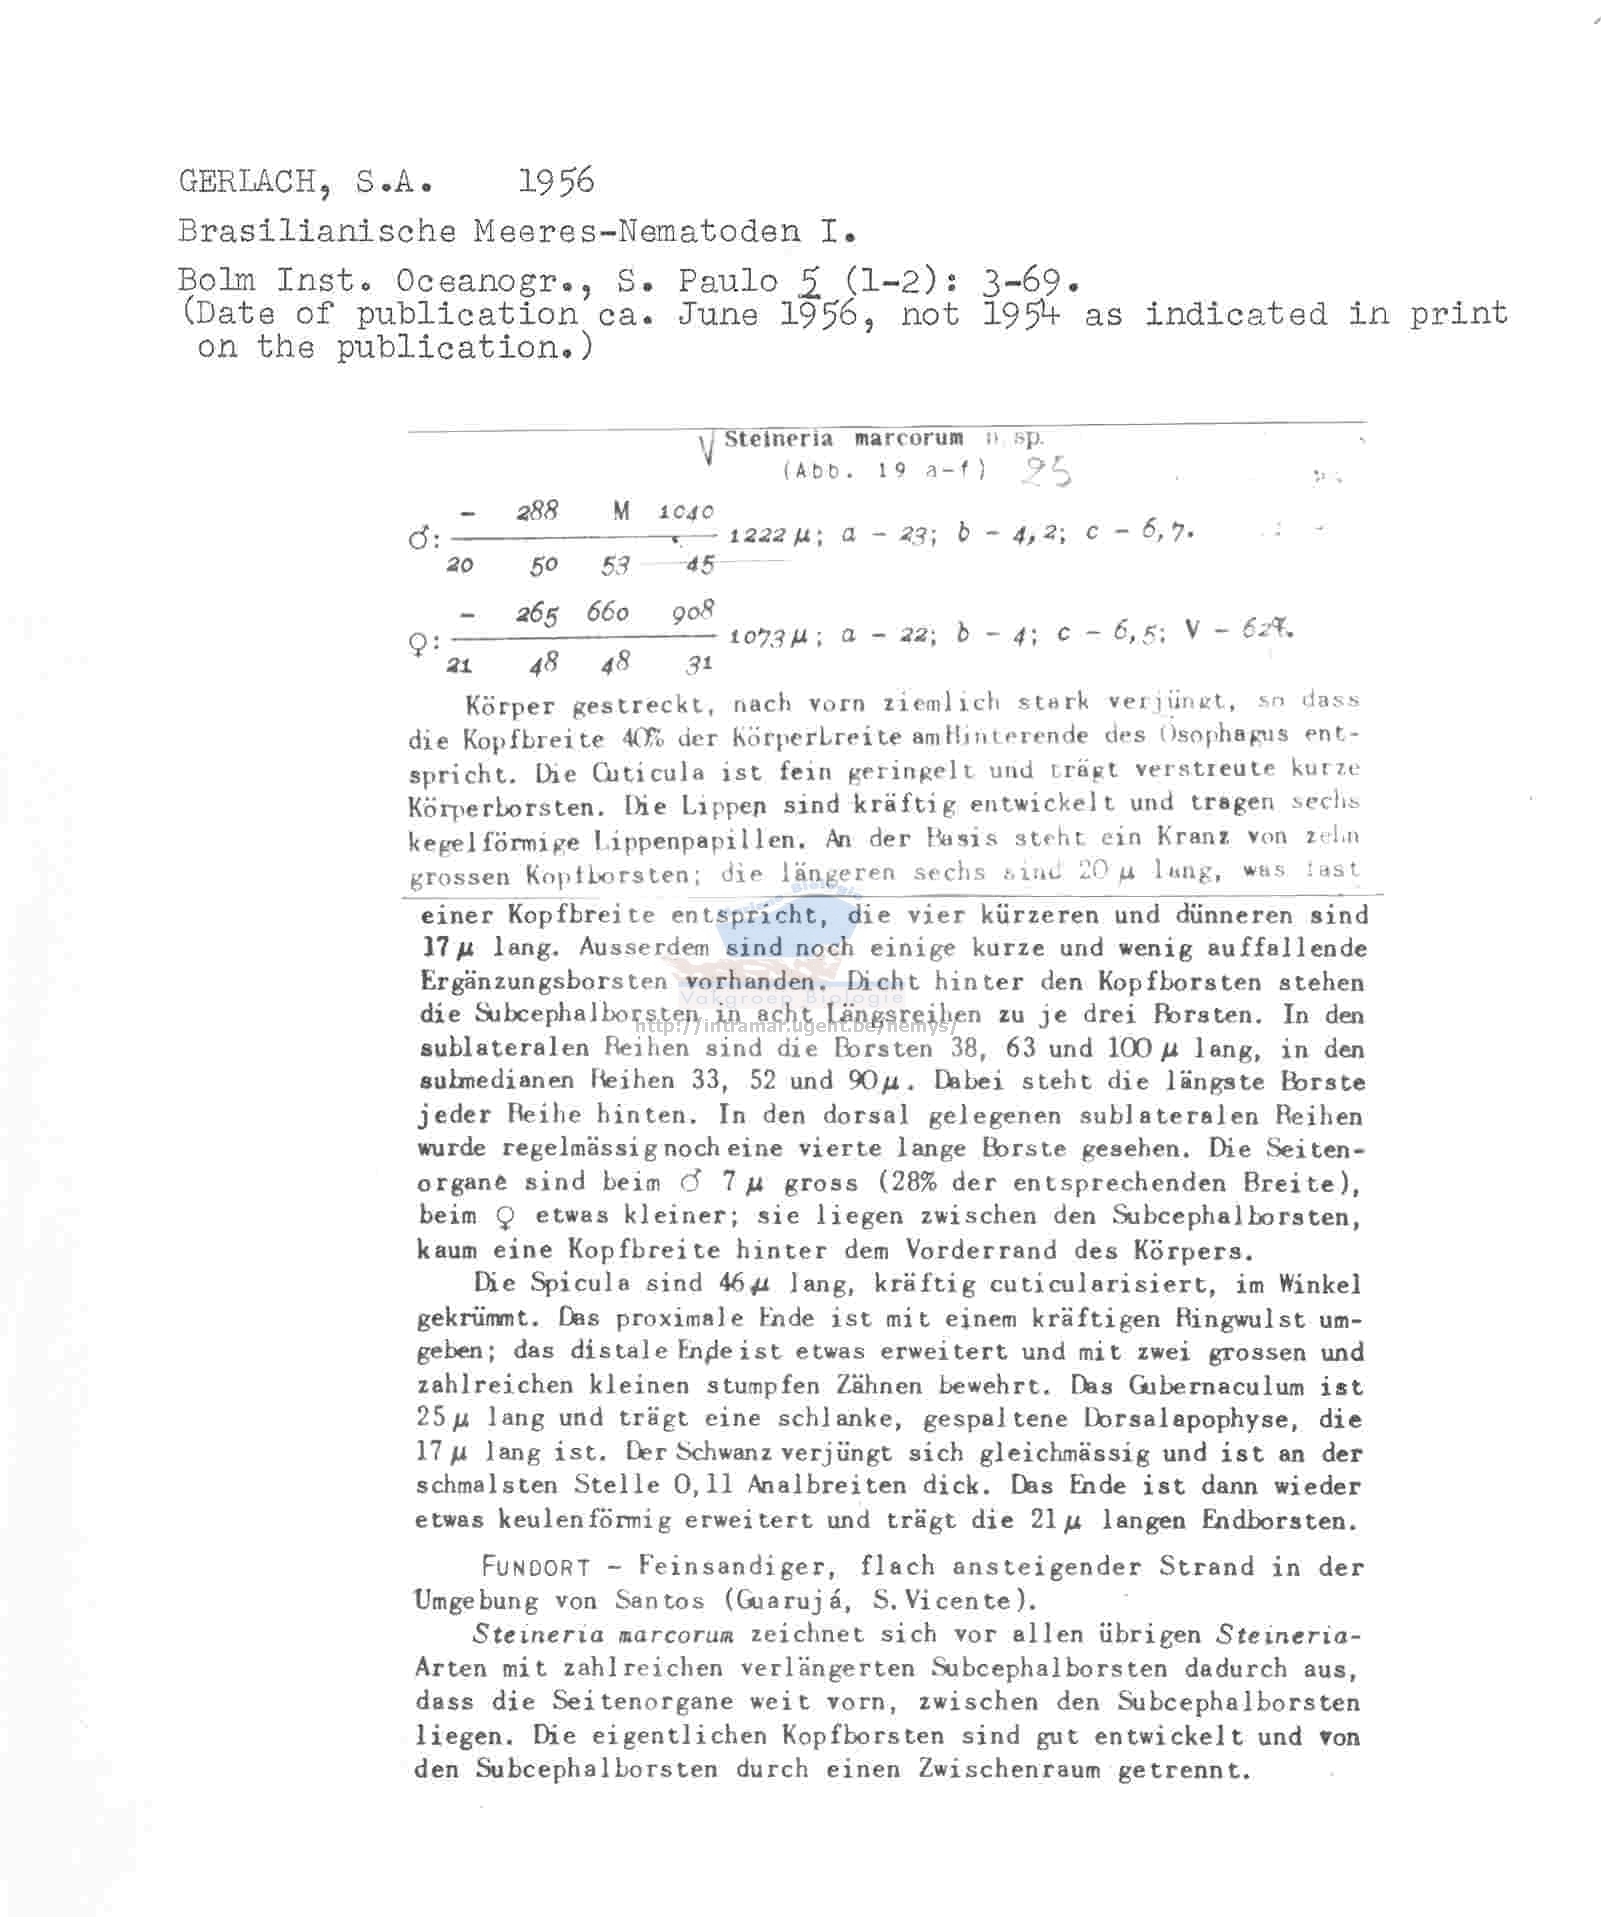 GERLACH, S.A. 1956
Brasilianische Meeres-Nematoden I.
Bolm Inst. Oceanogr., S. Paulo 5 (1-2): 3-69.
(Date of publication ca. June 1956, not 1954 as indicated in print
on the publication.)
√ Steineria marcorum n. sp.
(Abb. 19 a-f) 25
- 288 M 1040
♂: 1222 µ; a - 23; b - 4,2; c - 6,7.
20 50 53 45
- 265 660 908
♀: 1073 µ; a - 22; b - 4; c - 6,5; V - 62%.
21 48 48 31
Körper gestreckt, nach vorn ziemlich stark verjüngt, so dass
die Kopfbreite 40% der Körperbreite am Hinterende des Ösophagus ent-
spricht. Die Cuticula ist fein geringelt und trägt verstreute kurze
Körperborsten. Die Lippen sind kräftig entwickelt und tragen sechs
kegelförmige Lippenpapillen. An der Basis steht ein Kranz von zehn
grossen Kopfborsten; die längeren sechs sind 20 µ lang, was fast
einer Kopfbreite entspricht, die vier kürzeren und dünneren sind
17 µ lang. Ausserdem sind noch einige kurze und wenig auffallende
Ergänzungsborsten vorhanden. Dicht hinter den Kopfborsten stehen
Vakgroep Biologie
die Subcephalborsten in acht Längsreihen zu je drei Borsten. In den
http://intramar.ugent.be/nemys/
sublateralen Reihen sind die Borsten 38, 63 und 100 µ lang, in den
submedianen Reihen 33, 52 und 90 µ. Dabei steht die längste Borste
jeder Reihe hinten. In den dorsal gelegenen sublateralen Reihen
wurde regelmässig noch eine vierte lange Borste gesehen. Die Seiten-
organe sind beim ♂ 7 µ gross (28% der entsprechenden Breite),
beim ♀ etwas kleiner; sie liegen zwischen den Subcephalborsten,
kaum eine Kopfbreite hinter dem Vorderrand des Körpers.
Die Spicula sind 46 µ lang, kräftig cuticularisiert, im Winkel
gekrümmt. Das proximale Ende ist mit einem kräftigen Ringwulst um-
geben; das distale Ende ist etwas erweitert und mit zwei grossen und
zahlreichen kleinen stumpfen Zähnen bewehrt. Das Gubernaculum ist
25 µ lang und trägt eine schlanke, gespaltene Dorsalapophyse, die
17 µ lang ist. Der Schwanz verjüngt sich gleichmässig und ist an der
schmalsten Stelle 0,11 Analbreiten dick. Das Ende ist dann wieder
etwas keulenförmig erweitert und trägt die 21 µ langen Endborsten.
FUNDORT - Feinsandiger, flach ansteigender Strand in der
Umgebung von Santos (Guarujá, S. Vicente).
Steineria marcorum zeichnet sich vor allen übrigen Steineria-
Arten mit zahlreichen verlängerten Subcephalborsten dadurch aus,
dass die Seitenorgane weit vorn, zwischen den Subcephalborsten
liegen. Die eigentlichen Kopfborsten sind gut entwickelt und von
den Subcephalborsten durch einen Zwischenraum getrennt.